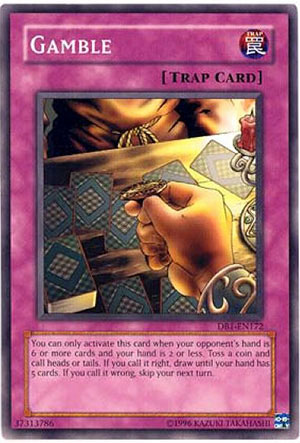 GAMBLE
TRAP
罠
[TRAP CARD]
DB1-EN172
You can only activate this card when your opponent's hand is
6 or more cards and your hand is 2 or less. Toss a coin and
call heads or tails. If you call it right, draw until your hand has
5 cards. If you call it wrong, skip your next turn.
37313786
©1996 KAZUKI TAKAHASHI